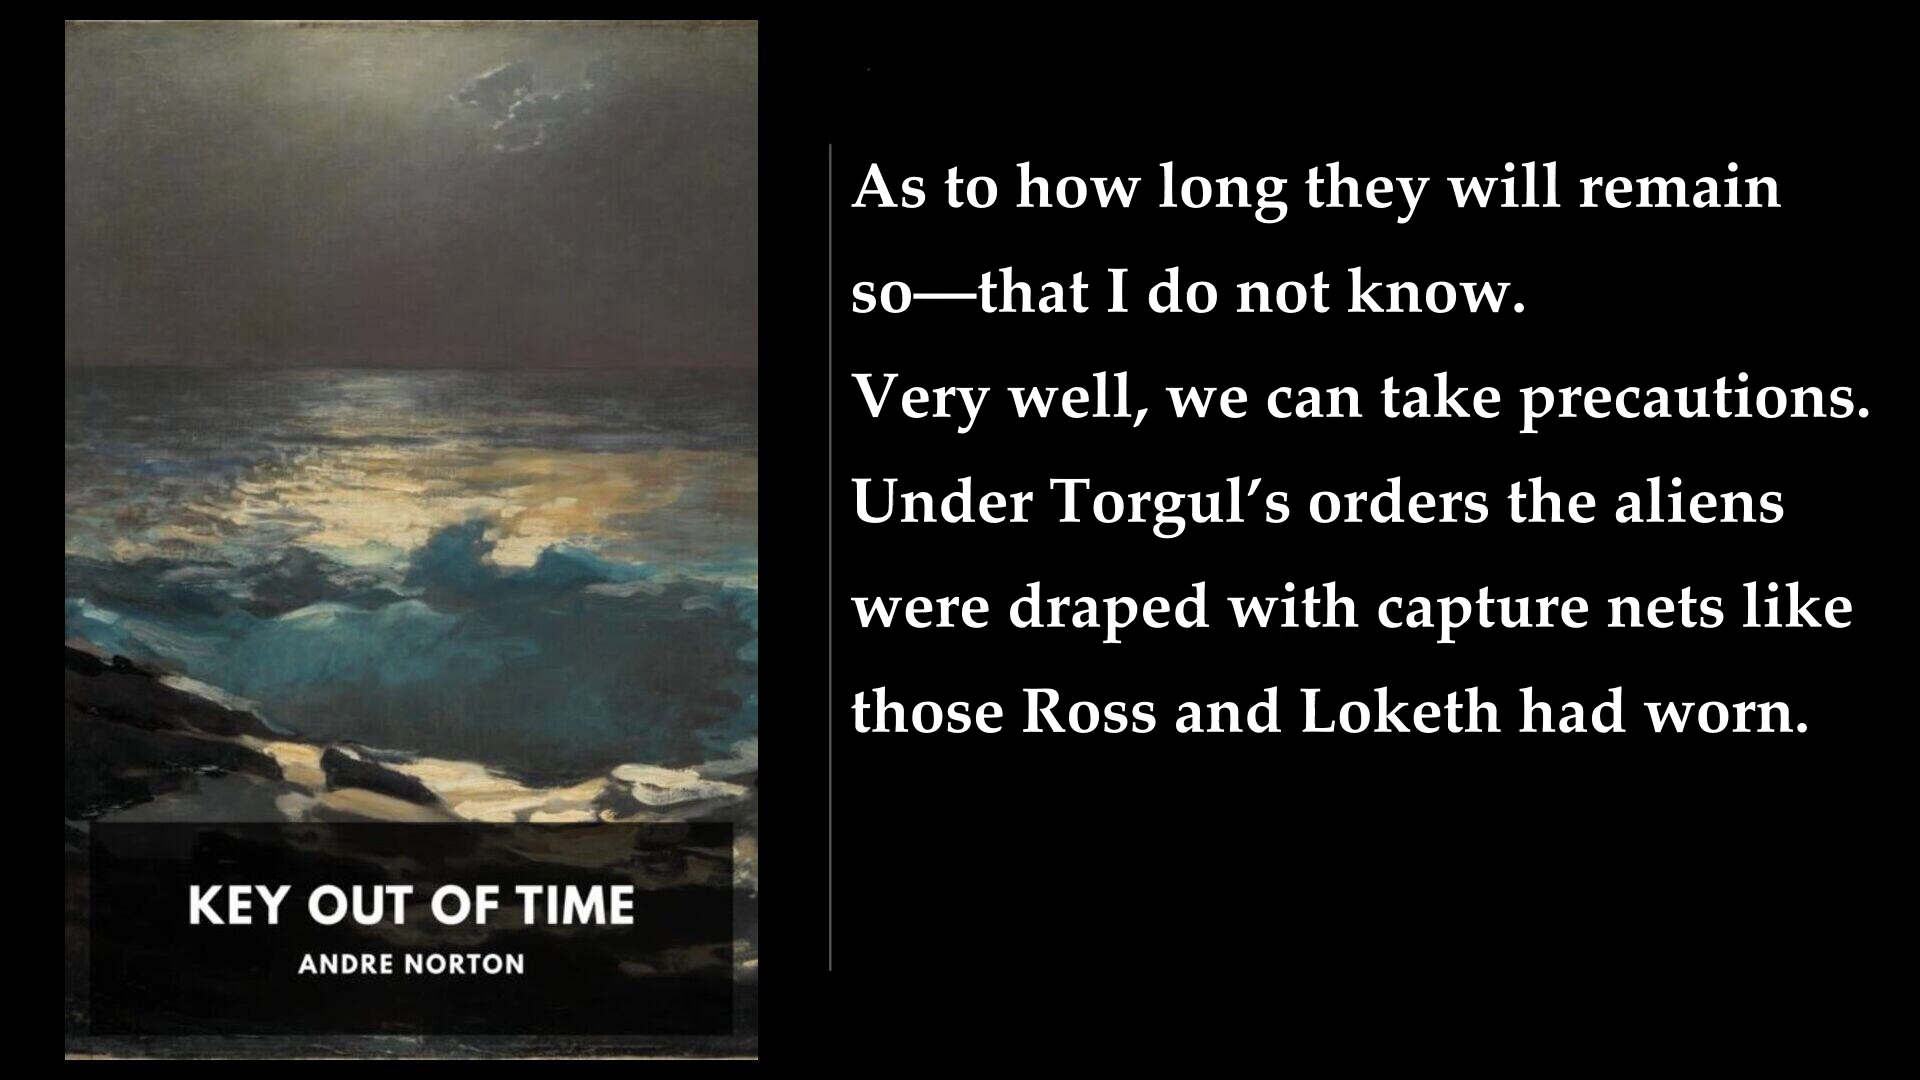 As to how long they will remain
so—that I do not know.
Very well, we can take precautions.
Under Torgul’s orders the aliens
were draped with capture nets like
those Ross and Loketh had worn.
KEY OUT OF TIME
ANDRE NORTON